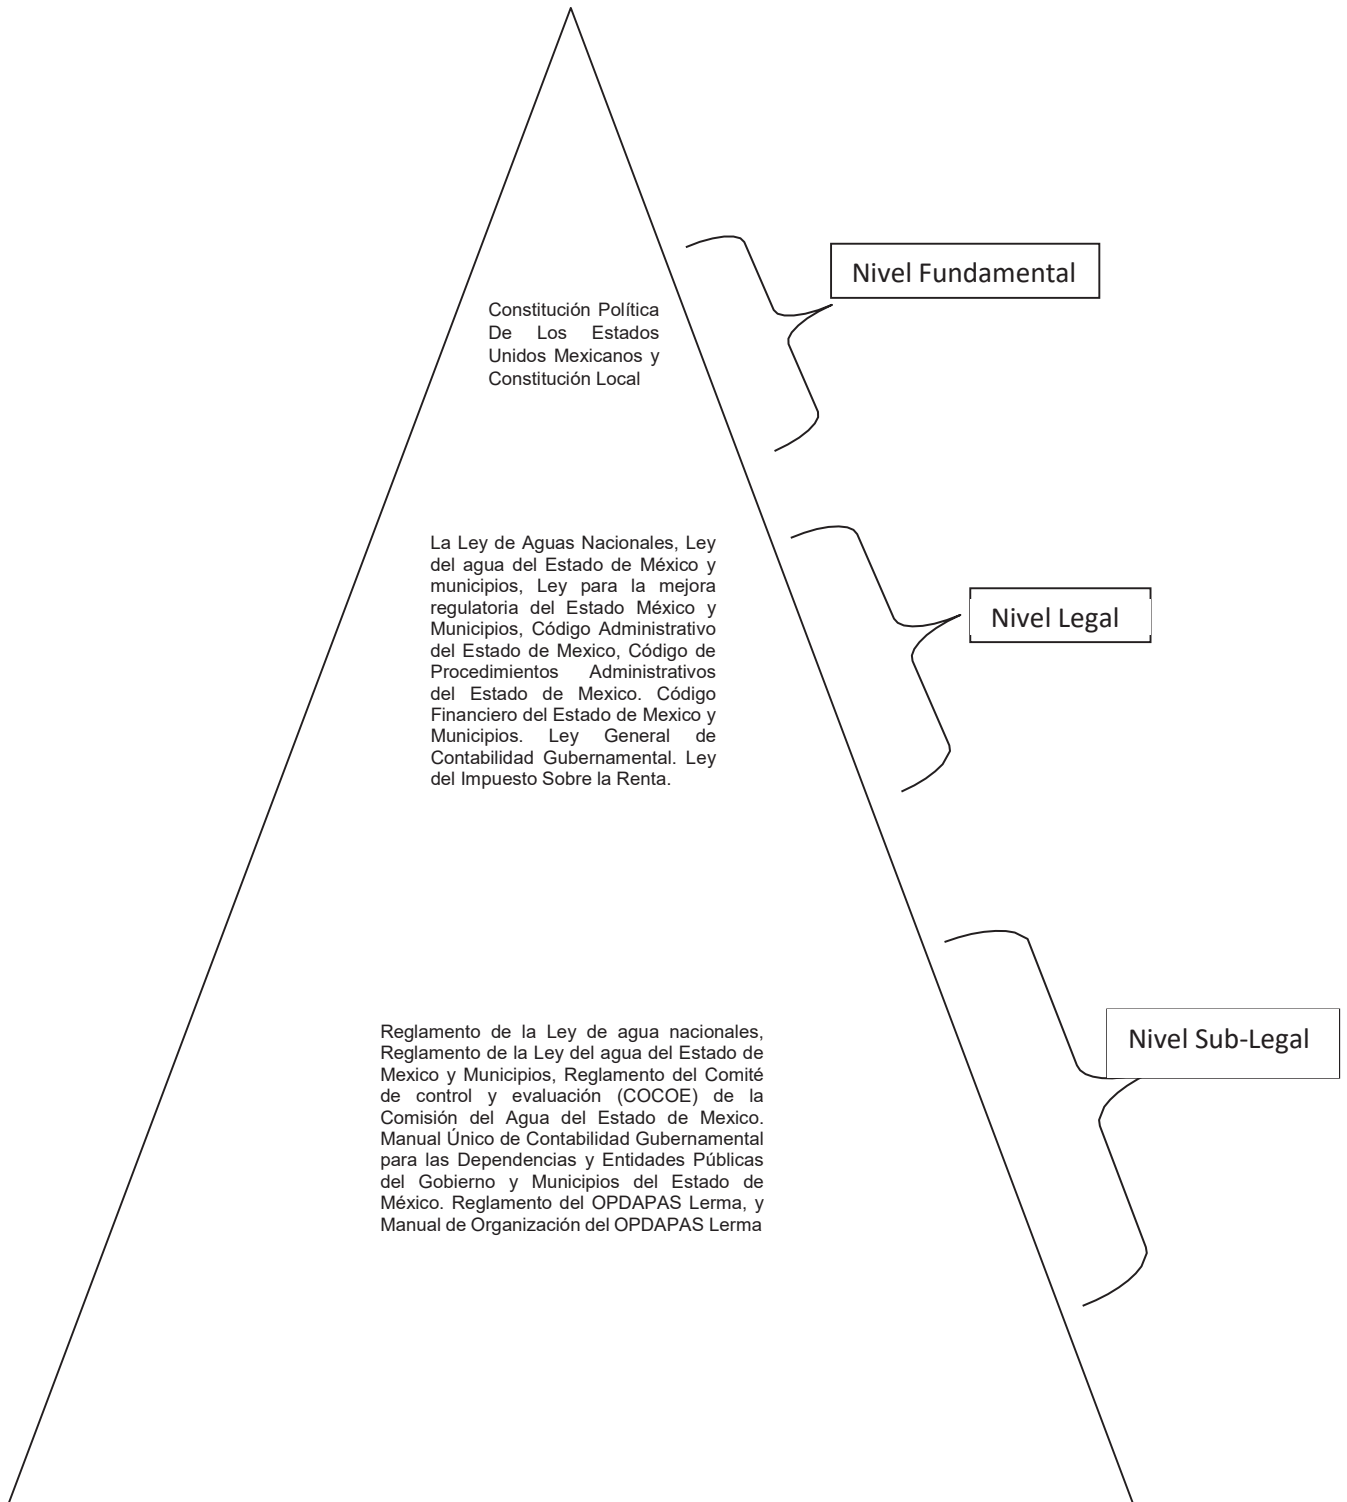 Nivel Fundamental
Constitución Política
De Los Estados
Unidos Mexicanos y
Constitución Local
La Ley de Aguas Nacionales, Ley
del agua del Estado de México y
municipios, Ley para la mejora
regulatoria del Estado México y
Municipios, Código Administrativo
del Estado de Mexico, Código de
Procedimientos Administrativos
del Estado de Mexico. Código
Financiero del Estado de Mexico y
Municipios. Ley General de
Contabilidad Gubernamental. Ley
del Impuesto Sobre la Renta.
Nivel Legal
Reglamento de la Ley de agua nacionales,
Reglamento de la Ley del agua del Estado de
Mexico y Municipios, Reglamento del Comité
de control y evaluación (COCOE) de la
Comisión del Agua del Estado de Mexico.
Manual Único de Contabilidad Gubernamental
para las Dependencias y Entidades Públicas
del Gobierno y Municipios del Estado de
México. Reglamento del OPDAPAS Lerma, y
Manual de Organización del OPDAPAS Lerma
Nivel Sub-Legal